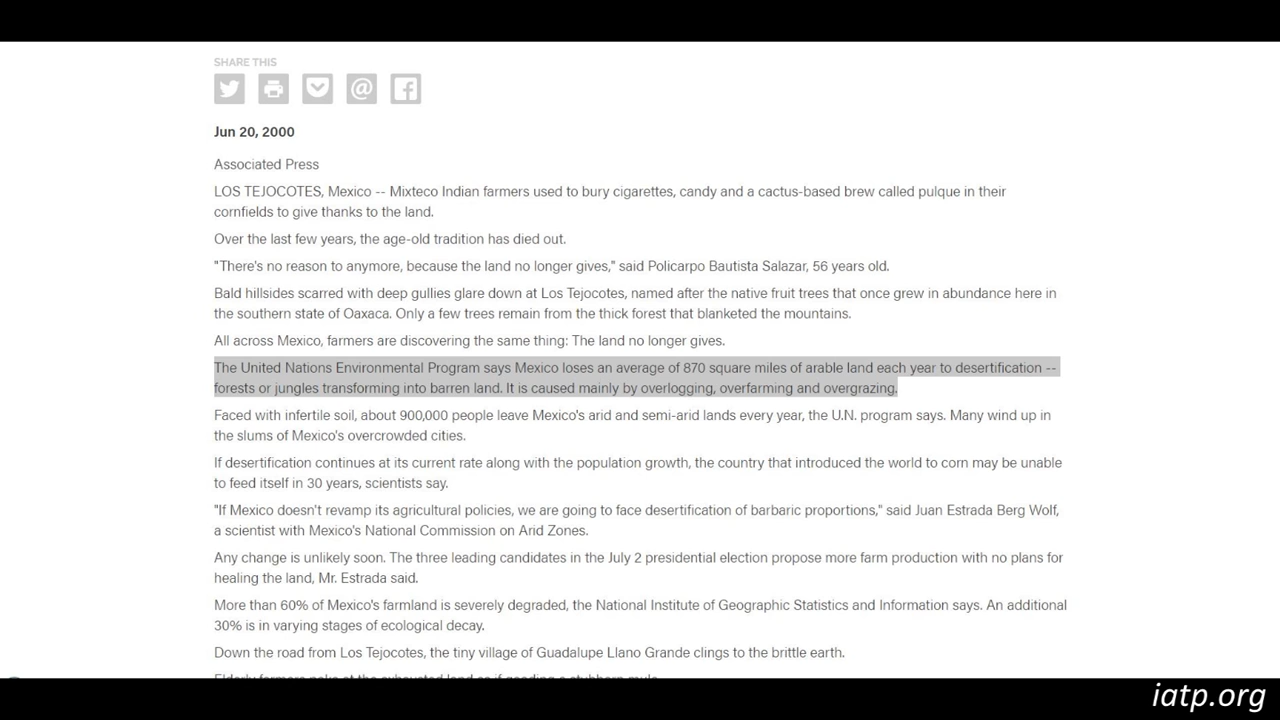 SHARE THIS
Jun 20, 2000
Associated Press
LOS TEJOCOTES, Mexico -- Mixteco Indian farmers used to bury cigarettes, candy and a cactus-based brew called pulque in their
cornfields to give thanks to the land.
Over the last few years, the age-old tradition has died out.
"There's no reason to anymore, because the land no longer gives," said Policarpo Bautista Salazar, 56 years old.
Bald hillsides scarred with deep gullies glare down at Los Tejocotes, named after the native fruit trees that once grew in abundance here in
the southern state of Oaxaca. Only a few trees remain from the thick forest that blanketed the mountains.
All across Mexico, farmers are discovering the same thing: The land no longer gives.
The United Nations Environmental Program says Mexico loses an average of 870 square miles of arable land each year to desertification --
forests or jungles transforming into barren land. It is caused mainly by overlogging, overfarming and overgrazing.
Faced with infertile soil, about 900,000 people leave Mexico's arid and semi-arid lands every year, the U.N. program says. Many wind up in
the slums of Mexico's overcrowded cities.
If desertification continues at its current rate along with the population growth, the country that introduced the world to corn may be unable
to feed itself in 30 years, scientists say.
"If Mexico doesn't revamp its agricultural policies, we are going to face desertification of barbaric proportions," said Juan Estrada Berg Wolf,
a scientist with Mexico's National Commission on Arid Zones.
Any change is unlikely soon. The three leading candidates in the July 2 presidential election propose more farm production with no plans for
healing the land, Mr. Estrada said.
More than 60% of Mexico's farmland is severely degraded, the National Institute of Geographic Statistics and Information says. An additional
30% is in varying stages of ecological decay.
Down the road from Los Tejocotes, the tiny village of Guadalupe Llano Grande clings to the brittle earth.
iatp.org